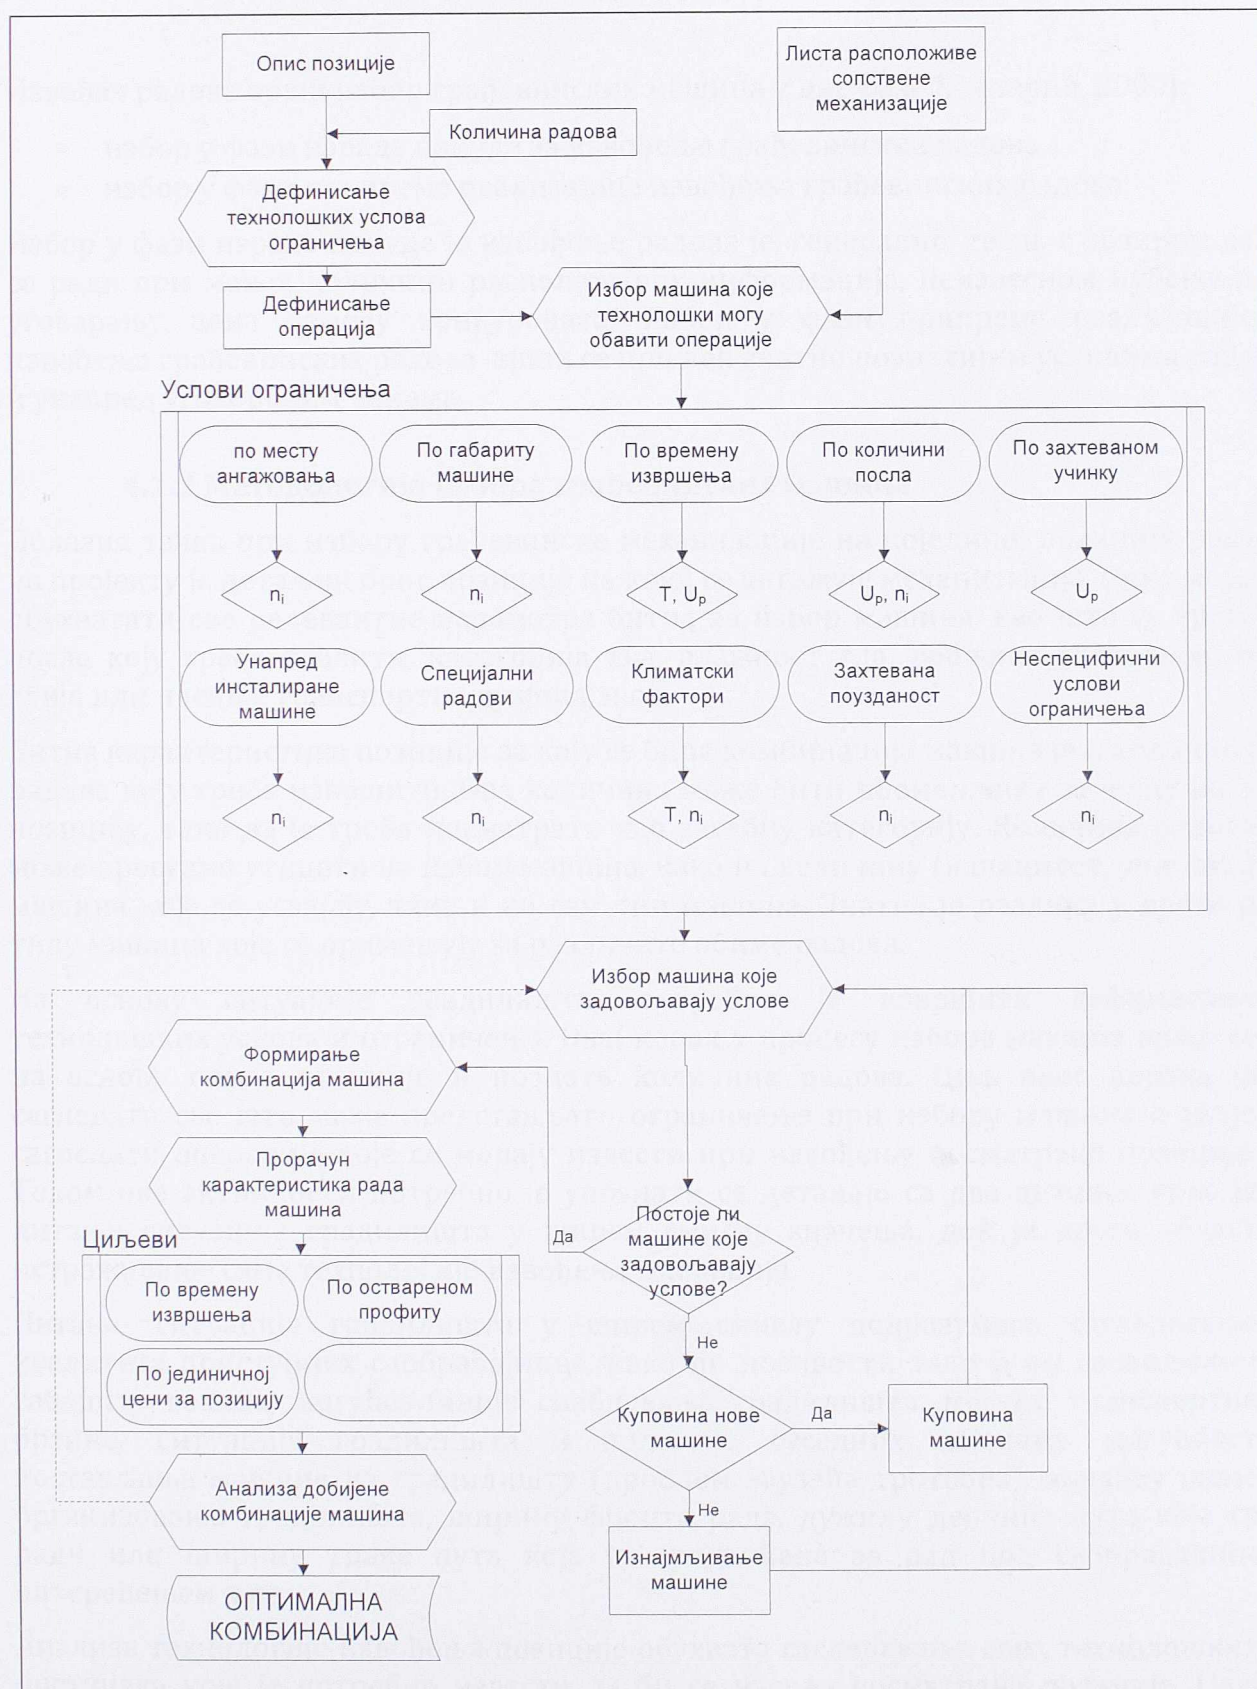 Опис позиције
Листа расположиве
сопствене
механизације
Количина радова
Дефинисање
технолошких услова
ограничења
Дефинисање
операција
Избор машина које
технолошки могу
обавити операције
Услови ограничења
по месту
ангажовања
По габариту
машине
По времену
извршења
По количини
посла
По захтеваном
учинку
nᵢ
nᵢ
T, Uₚ
Uₚ, nᵢ
Uₚ
Унапред
инсталиране
машине
Специјални
радови
Климатски
фактори
Захтевана
поузданост
Неспецифични
услови
ограничења
nᵢ
nᵢ
T, nᵢ
nᵢ
nᵢ
Избор машина које
задовољавају услове
Формирање
комбинација машина
Прорачун
карактеристика рада
машина
Постоје ли
машине које
задовољавају
услове?
Да
Не
Циљеви
По времену
извршења
По оствареном
профиту
По јединичној
цени за позицију
Куповина нове
машине
Да
Куповина
машине
Не
Анализа добијене
комбинације машина
Изнајмљивање
машине
ОПТИМАЛНА
КОМБИНАЦИЈА